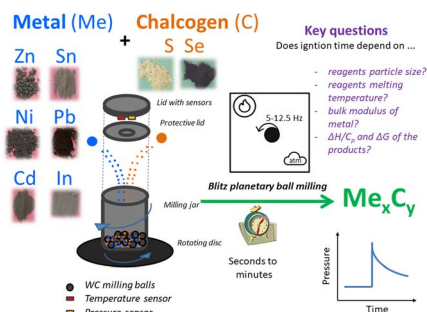 Metal (Me)
+
Chalcogen (C)
Zn
Sn
S
Se
Ni
Pb
Cd
In
Lid with sensors
Protective lid
Milling jar
Rotating disc
WC milling balls
Temperature sensor
Pressure sensor
Key questions
Does igntion time depend on ...
- reagents particle size?
- reagents melting
temperature?
- bulk modulus of
metal?
- ΔH/Cp and ΔG of the
products?
5-12.5 Hz
atm
Blitz planetary ball milling
MexCy
Seconds to
minutes
Pressure
Time